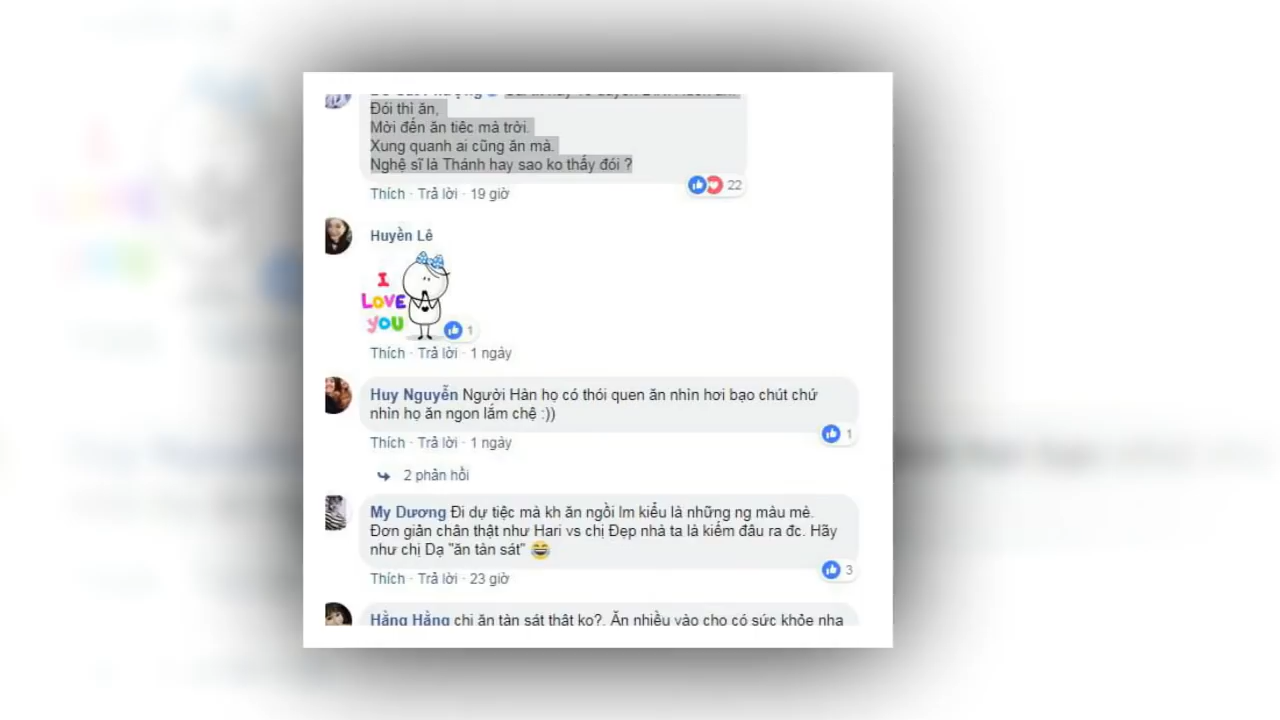 Đói thì ăn,
Mời đến ăn tiêc mà trời.
Xung quanh ai cũng ăn mà.
Nghệ sĩ là Thánh hay sao ko thấy đói ?
Thích · Trả lời · 19 giờ
22
Huyền Lê
I
LOVE
YOU
1
Thích · Trả lời · 1 ngày
Huy Nguyễn Người Hàn họ có thói quen ăn nhìn hơi bạo chút chứ
nhìn họ ăn ngon lắm chệ :))
1
Thích · Trả lời · 1 ngày
2 phản hồi
My Dương Đi dự tiệc mà kh ăn ngồi Im kiểu là những ng màu mè.
Đơn giản chân thật như Hari vs chị Đẹp nhà ta là kiếm đâu ra đc. Hãy
như chị Dạ "ăn tàn sát" 😂
3
Thích · Trả lời · 23 giờ
Hằng Hằng chi ăn tàn sát thật ko?. Ăn nhiều vào cho có sức khỏe nha